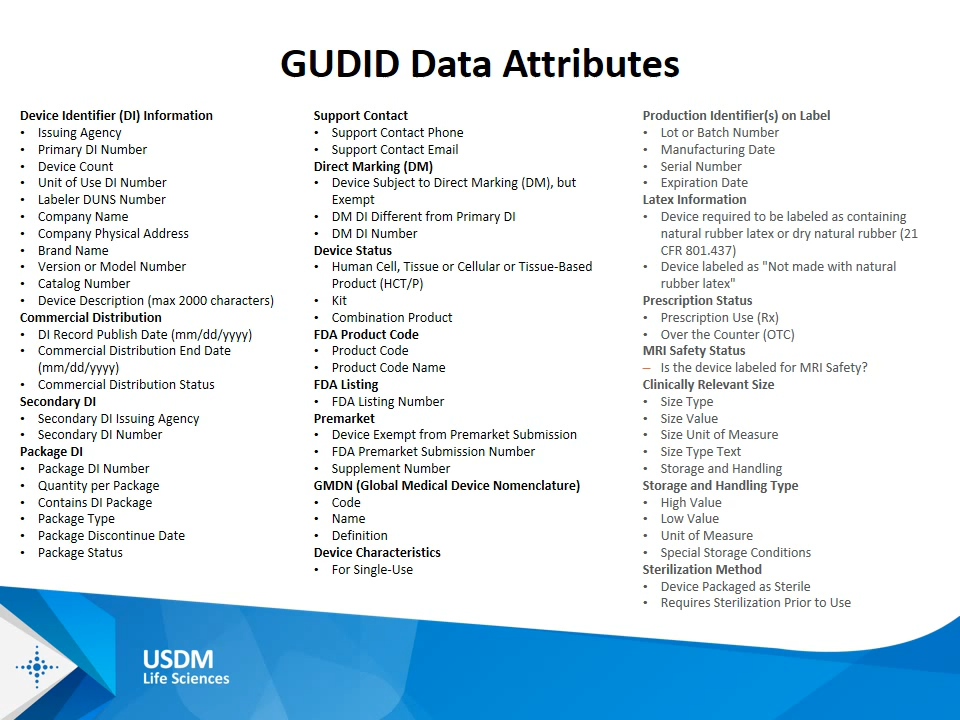 GUDID Data Attributes
Device Identifier (DI) Information
• Issuing Agency
• Primary DI Number
• Device Count
• Unit of Use DI Number
• Labeler DUNS Number
• Company Name
• Company Physical Address
• Brand Name
• Version or Model Number
• Catalog Number
• Device Description (max 2000 characters)
Commercial Distribution
• DI Record Publish Date (mm/dd/yyyy)
• Commercial Distribution End Date
(mm/dd/yyyy)
• Commercial Distribution Status
Secondary DI
• Secondary DI Issuing Agency
• Secondary DI Number
Package DI
• Package DI Number
• Quantity per Package
• Contains DI Package
• Package Type
• Package Discontinue Date
• Package Status
Support Contact
• Support Contact Phone
• Support Contact Email
Direct Marking (DM)
• Device Subject to Direct Marking (DM), but
Exempt
• DM DI Different from Primary DI
• DM DI Number
Device Status
• Human Cell, Tissue or Cellular or Tissue-Based
Product (HCT/P)
• Kit
• Combination Product
FDA Product Code
• Product Code
• Product Code Name
FDA Listing
• FDA Listing Number
Premarket
• Device Exempt from Premarket Submission
• FDA Premarket Submission Number
• Supplement Number
GMDN (Global Medical Device Nomenclature)
• Code
• Name
• Definition
Device Characteristics
• For Single-Use
Production Identifier(s) on Label
• Lot or Batch Number
• Manufacturing Date
• Serial Number
• Expiration Date
Latex Information
• Device required to be labeled as containing
natural rubber latex or dry natural rubber (21
CFR 801.437)
• Device labeled as "Not made with natural
rubber latex"
Prescription Status
• Prescription Use (Rx)
• Over the Counter (OTC)
MRI Safety Status
– Is the device labeled for MRI Safety?
Clinically Relevant Size
• Size Type
• Size Value
• Size Unit of Measure
• Size Type Text
• Storage and Handling
Storage and Handling Type
• High Value
• Low Value
• Unit of Measure
• Special Storage Conditions
Sterilization Method
• Device Packaged as Sterile
• Requires Sterilization Prior to Use
USDM
Life Sciences